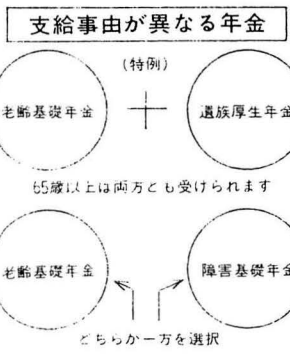 支給事由が異なる年金
(特例)
老齢基礎年金
遺族厚生年金
65歳以上は両方とも受けられます
老齢基礎年金
障害基礎年金
どちらか一方を選択